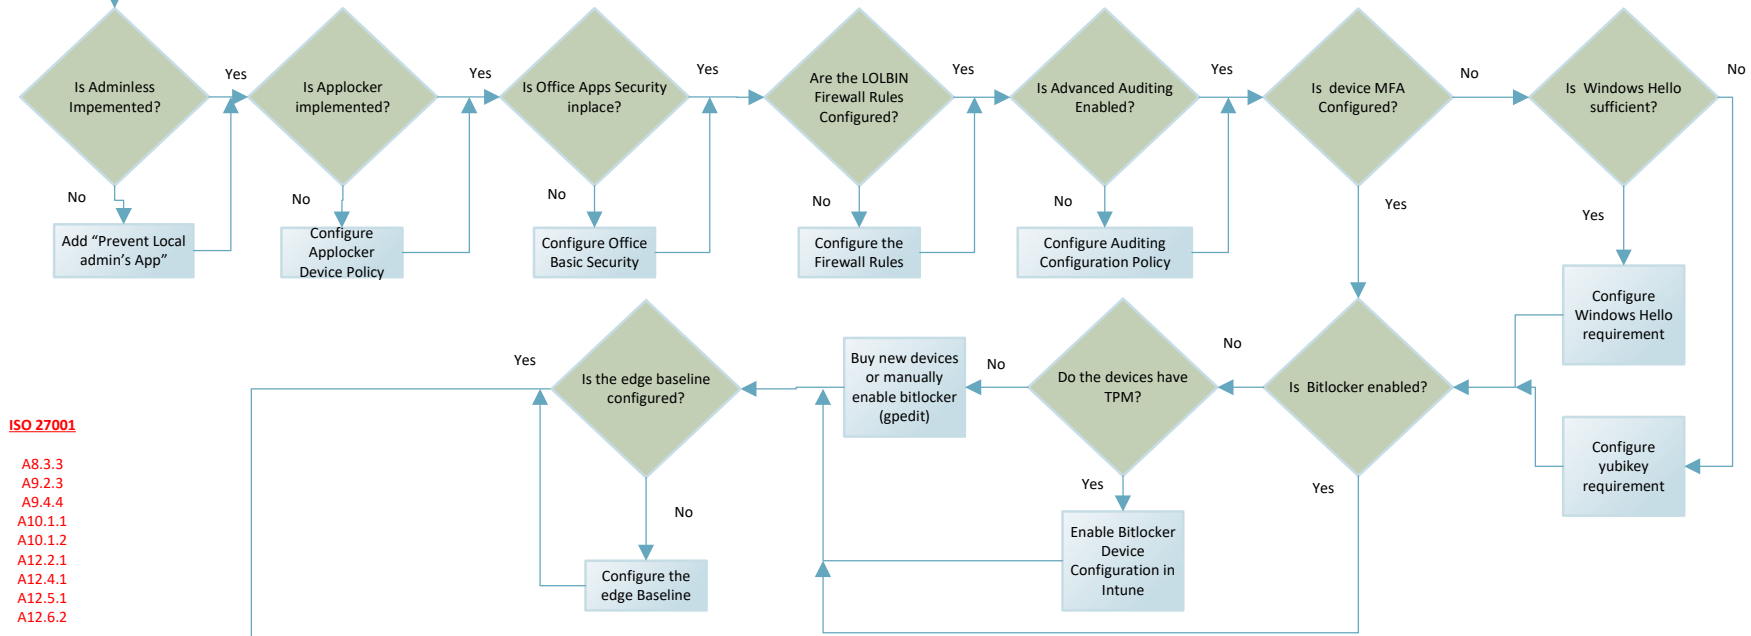 Is Adminless
Impemented?
Yes
Is Applocker
implemented?
Yes
Is Office Apps Security
inplace?
Yes
Are the LOLBIN
Firewall Rules
Configured?
Yes
Is Advanced Auditing
Enabled?
Yes
Is device MFA
Configured?
No
Is Windows Hello
sufficient?
No
No
Add “Prevent Local
admin’s App”
No
Configure
Applocker
Device Policy
No
Configure Office
Basic Security
No
Configure the
Firewall Rules
No
Configure Auditing
Configuration Policy
Yes
Yes
Configure
Windows Hello
requirement
Configure
yubikey
requirement
Is Bitlocker enabled?
No
Yes
Do the devices have
TPM?
No
Yes
Buy new devices
or manually
enable bitlocker
(gpedit)
Enable Bitlocker
Device
Configuration in
Intune
Is the edge baseline
configured?
Yes
No
Configure the
edge Baseline
ISO 27001
A8.3.3
A9.2.3
A9.4.4
A10.1.1
A10.1.2
A12.2.1
A12.4.1
A12.5.1
A12.6.2